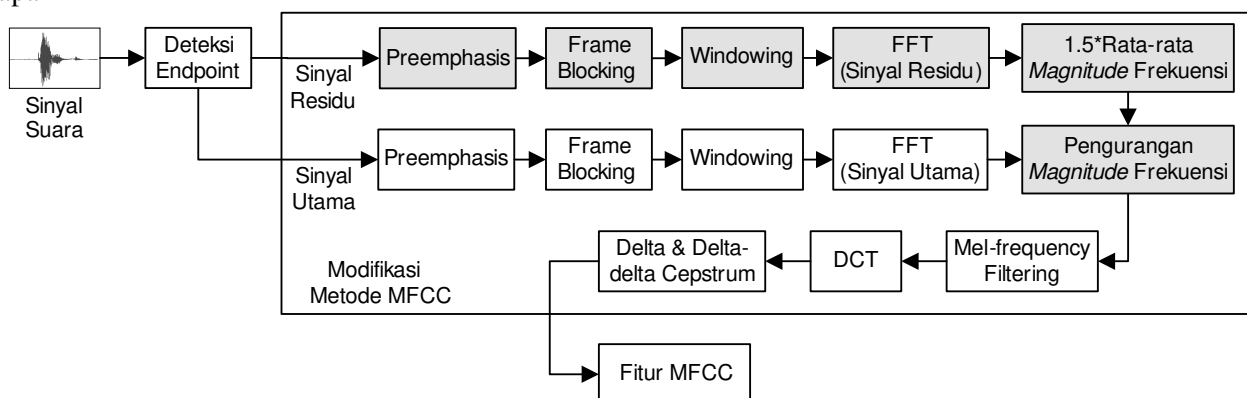 Deteksi
Endpoint
Sinyal
Suara
Sinyal
Residu
Preemphasis
Frame
Blocking
Windowing
FFT
(Sinyal Residu)
1.5*Rata-rata
Magnitude Frekuensi
Sinyal
Utama
Preemphasis
Frame
Blocking
Windowing
FFT
(Sinyal Utama)
Pengurangan
Magnitude Frekuensi
Modifikasi
Metode MFCC
Delta & Delta-
delta Cepstrum
DCT
Mel-frequency
Filtering
Fitur MFCC